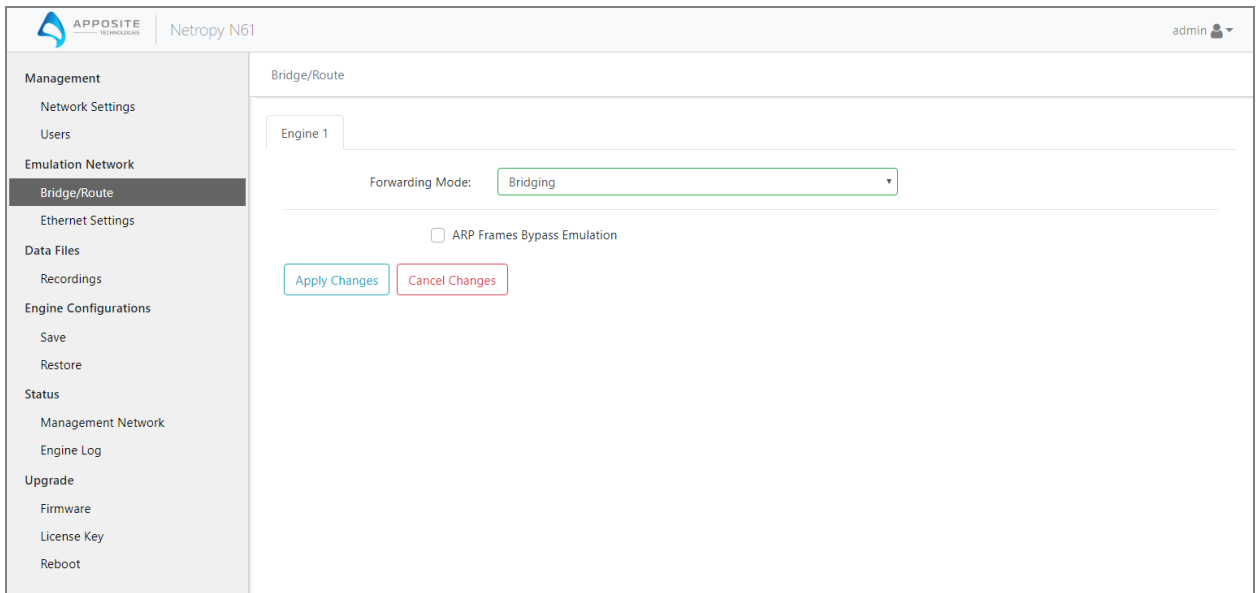 APPOSITE
TECHNOLOGIES
Netropy N61
admin
Management
Network Settings
Users
Emulation Network
Bridge/Route
Ethernet Settings
Data Files
Recordings
Engine Configurations
Save
Restore
Status
Management Network
Engine Log
Upgrade
Firmware
License Key
Reboot
Bridge/Route
Engine 1
Forwarding Mode: Bridging
ARP Frames Bypass Emulation
Apply Changes Cancel Changes